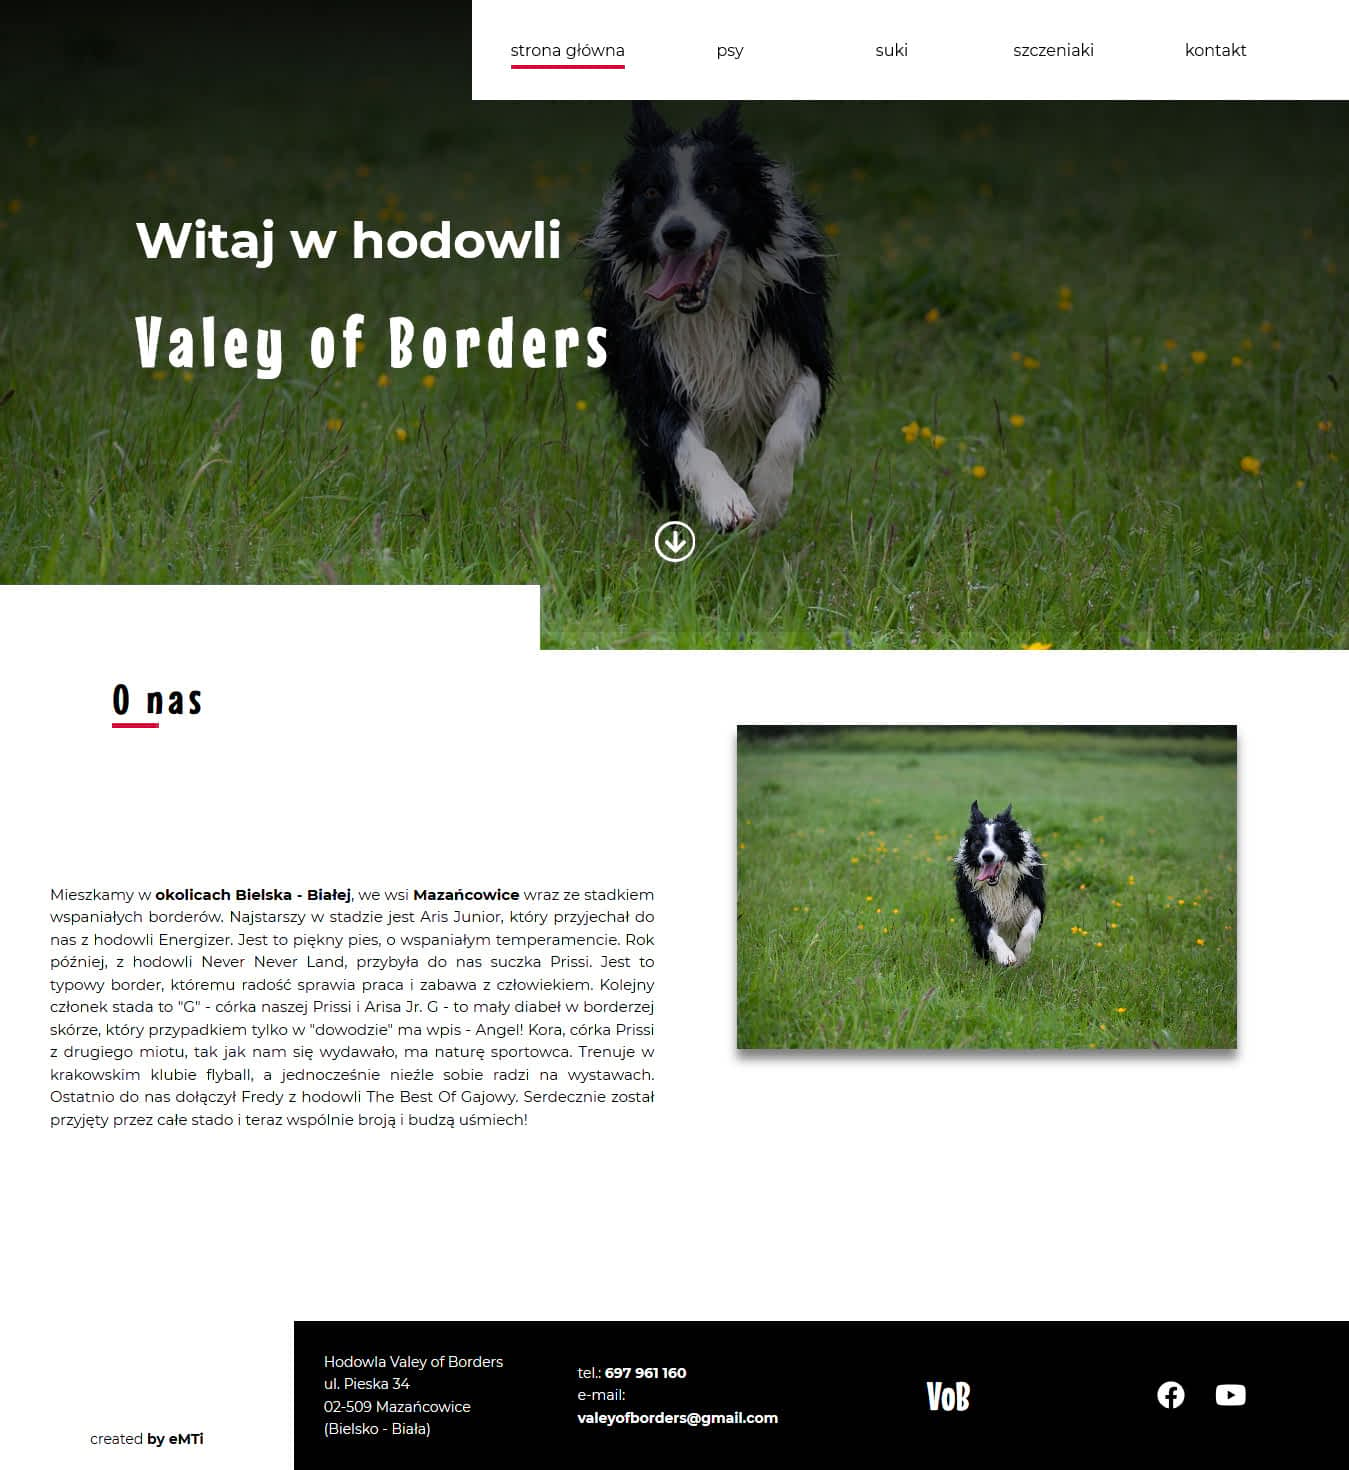 strona główna
psy
suki
szczeniaki
kontakt
Witaj w hodowli
Valey of Borders
O nas
Mieszkamy w okolicach Bielska - Białej, we wsi Mazańcowice wraz ze stadkiem
wspaniałych borderów. Najstarszy w stadzie jest Aris Junior, który przyjechał do
nas z hodowli Energizer. Jest to piękny pies, o wspaniałym temperamencie. Rok
później, z hodowli Never Never Land, przybyła do nas suczka Prissi. Jest to
typowy border, któremu radość sprawia praca i zabawa z człowiekiem. Kolejny
członek stada to "G" - córka naszej Prissi i Arisa Jr. G - to mały diabeł w borderzej
skórze, który przypadkiem tylko w "dowodzie" ma wpis - Angel! Kora, córka Prissi
z drugiego miotu, tak jak nam się wydawało, ma naturę sportowca. Trenuje w
krakowskim klubie flyball, a jednocześnie nieźle sobie radzi na wystawach.
Ostatnio do nas dołączył Fredy z hodowli The Best Of Gajowy. Serdecznie został
przyjęty przez całe stado i teraz wspólnie broją i budzą uśmiech!
created by eMTi
Hodowla Valey of Borders
ul. Pieska 34
02-509 Mazańcowice
(Bielsko - Biała)
tel.: 697 961 160
e-mail:
valeyofborders@gmail.com
VoB